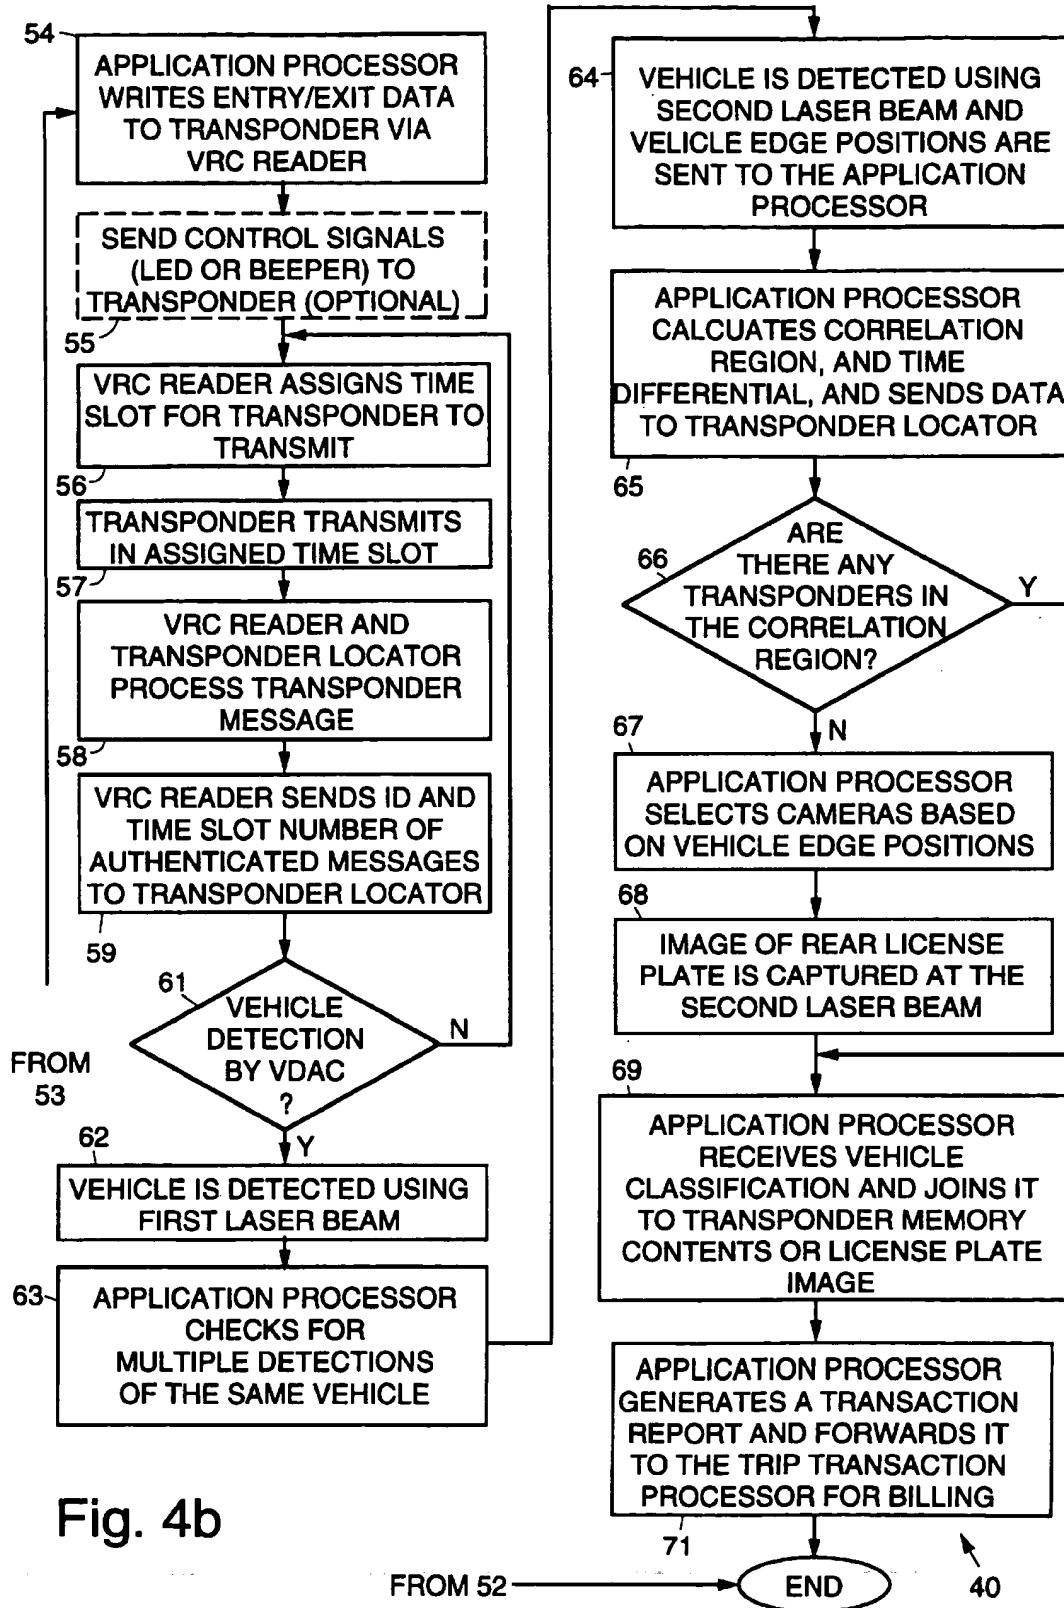 54
APPLICATION PROCESSOR
WRITES ENTRY/EXIT DATA
TO TRANSPONDER VIA
VRC READER
SEND CONTROL SIGNALS
(LED OR BEEPER) TO
TRANSPONDER (OPTIONAL)
55
VRC READER ASSIGNS TIME
SLOT FOR TRANSPONDER TO
TRANSMIT
56
TRANSPONDER TRANSMITS
IN ASSIGNED TIME SLOT
57
VRC READER AND
TRANSPONDER LOCATOR
PROCESS TRANSPONDER
MESSAGE
58
VRC READER SENDS ID AND
TIME SLOT NUMBER OF
AUTHENTICATED MESSAGES
TO TRANSPONDER LOCATOR
59
61
VEHICLE
DETECTION
BY VDAC
?
N
Y
FROM
53
62
VEHICLE IS DETECTED USING
FIRST LASER BEAM
63
APPLICATION PROCESSOR
CHECKS FOR
MULTIPLE DETECTIONS
OF THE SAME VEHICLE
64
VEHICLE IS DETECTED USING
SECOND LASER BEAM AND
VELICLE EDGE POSITIONS ARE
SENT TO THE APPLICATION
PROCESSOR
APPLICATION PROCESSOR
CALCUATES CORRELATION
REGION, AND TIME
DIFFERENTIAL, AND SENDS DATA
TO TRANSPONDER LOCATOR
65
66
ARE
THERE ANY
TRANSPONDERS IN
THE CORRELATION
REGION?
Y
N
67
APPLICATION PROCESSOR
SELECTS CAMERAS BASED
ON VEHICLE EDGE POSITIONS
68
IMAGE OF REAR LICENSE
PLATE IS CAPTURED AT THE
SECOND LASER BEAM
69
APPLICATION PROCESSOR
RECEIVES VEHICLE
CLASSIFICATION AND JOINS IT
TO TRANSPONDER MEMORY
CONTENTS OR LICENSE PLATE
IMAGE
APPLICATION PROCESSOR
GENERATES A TRANSACTION
REPORT AND FORWARDS IT
TO THE TRIP TRANSACTION
PROCESSOR FOR BILLING
71
Fig. 4b
FROM 52
END
40